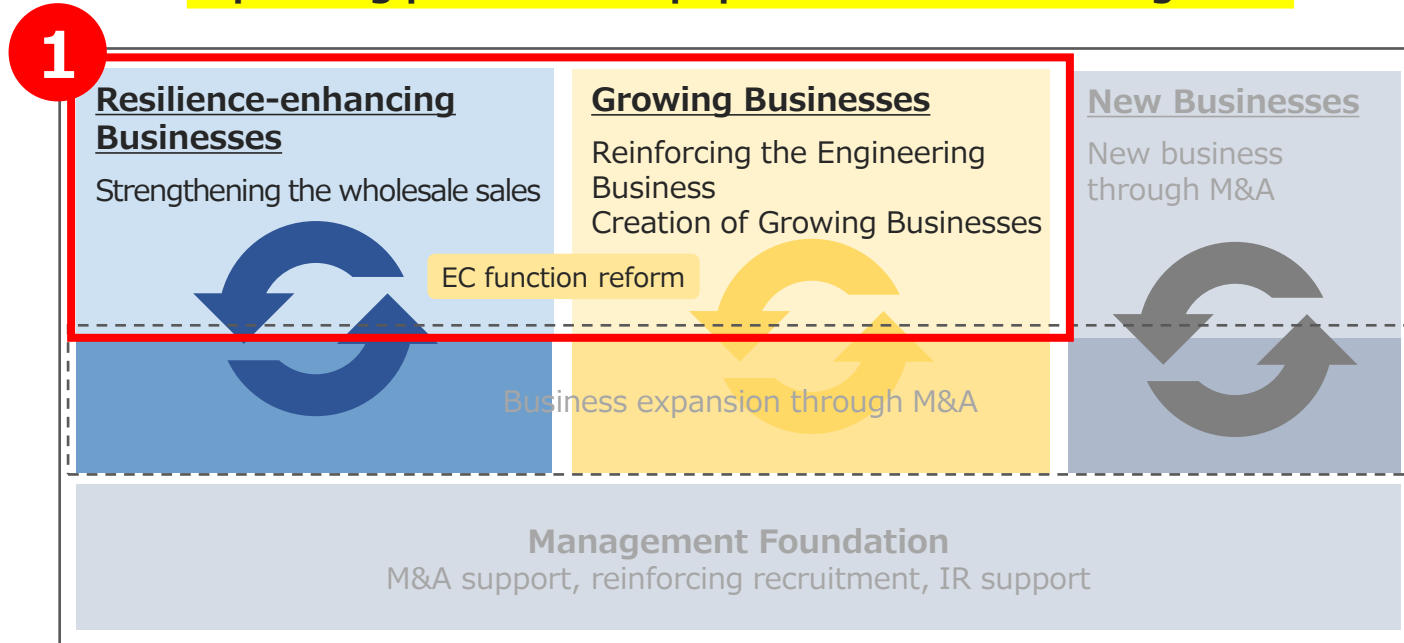 1
Resilience-enhancing
Businesses
Strengthening the wholesale sales
Growing Businesses
Reinforcing the Engineering
Business
Creation of Growing Businesses
New Businesses
New business
through M&A
EC function reform
Business expansion through M&A
Management Foundation
M&A support, reinforcing recruitment, IR support